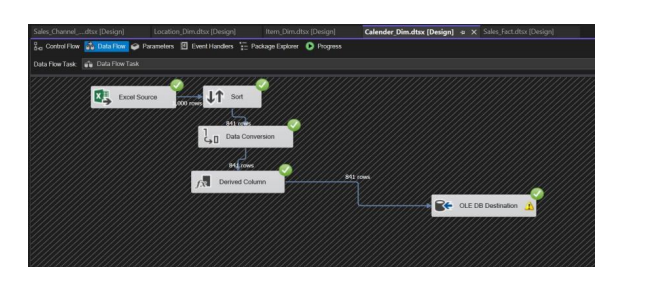 Sales_Channel_....dtsx [Design] Location_Dim.dtsx [Design] Item_Dim.dtsx [Design] Calender_Dim.dtsx [Design] Sales_Fact.dtsx [Design]
Control Flow Data Flow Parameters Event Handlers Package Explorer Progress
Data Flow Task: Data Flow Task
Excel Source
,000 rows
Sort
841 rows
Data Conversion
841 rows
Derived Column
841 rows
OLE DB Destination